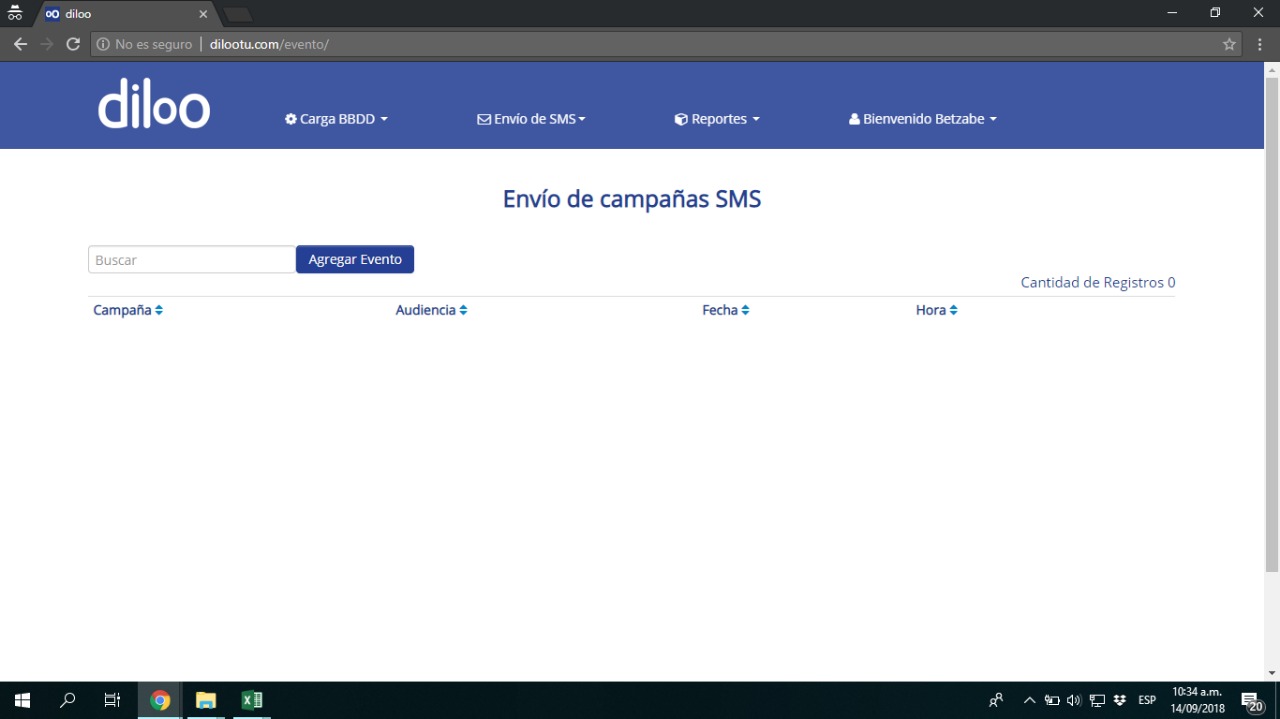 diloo
No es seguro | dilootu.com/evento/
diloo
Carga BBDD
Envío de SMS
Reportes
Bienvenido Betzabe
Envío de campañas SMS
Buscar
Agregar Evento
Cantidad de Registros 0
Campaña
Audiencia
Fecha
Hora
ESP
10:34 a.m.
14/09/2018
20